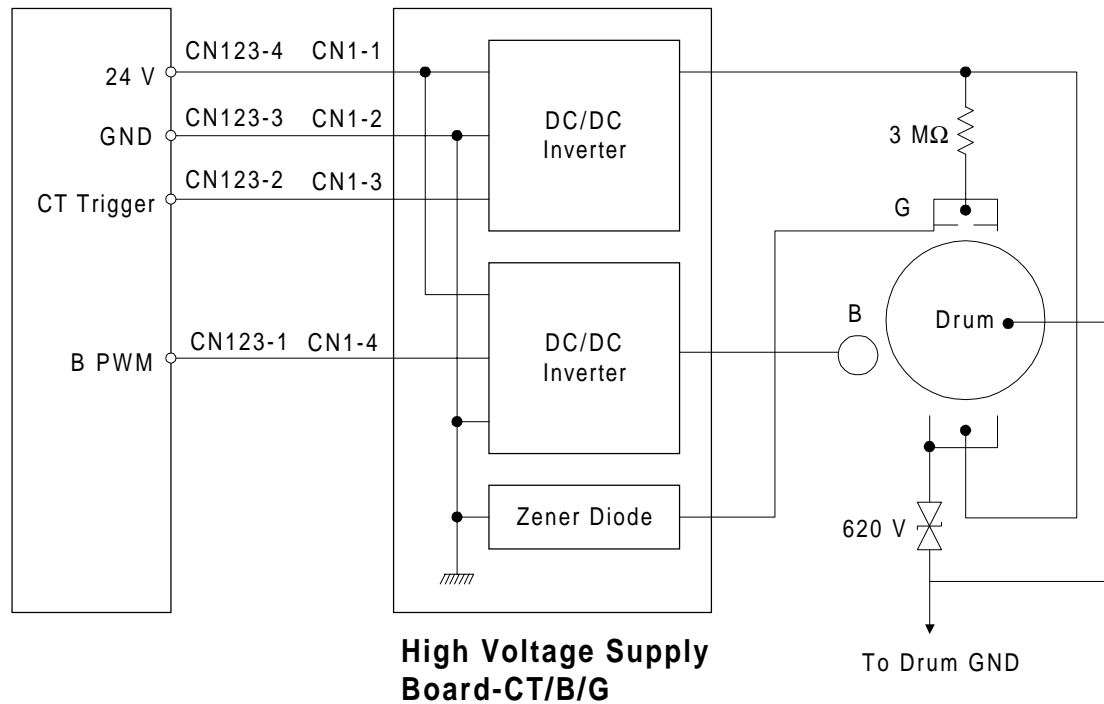 CN123-4 CN1-1
24 V
CN123-3 CN1-2
GND
DC/DC
Inverter
3 MΩ
CN123-2 CN1-3
CT Trigger
G
B
Drum
CN123-1 CN1-4
B PWM
DC/DC
Inverter
Zener Diode
620 V
High Voltage Supply
Board-CT/B/G
To Drum GND